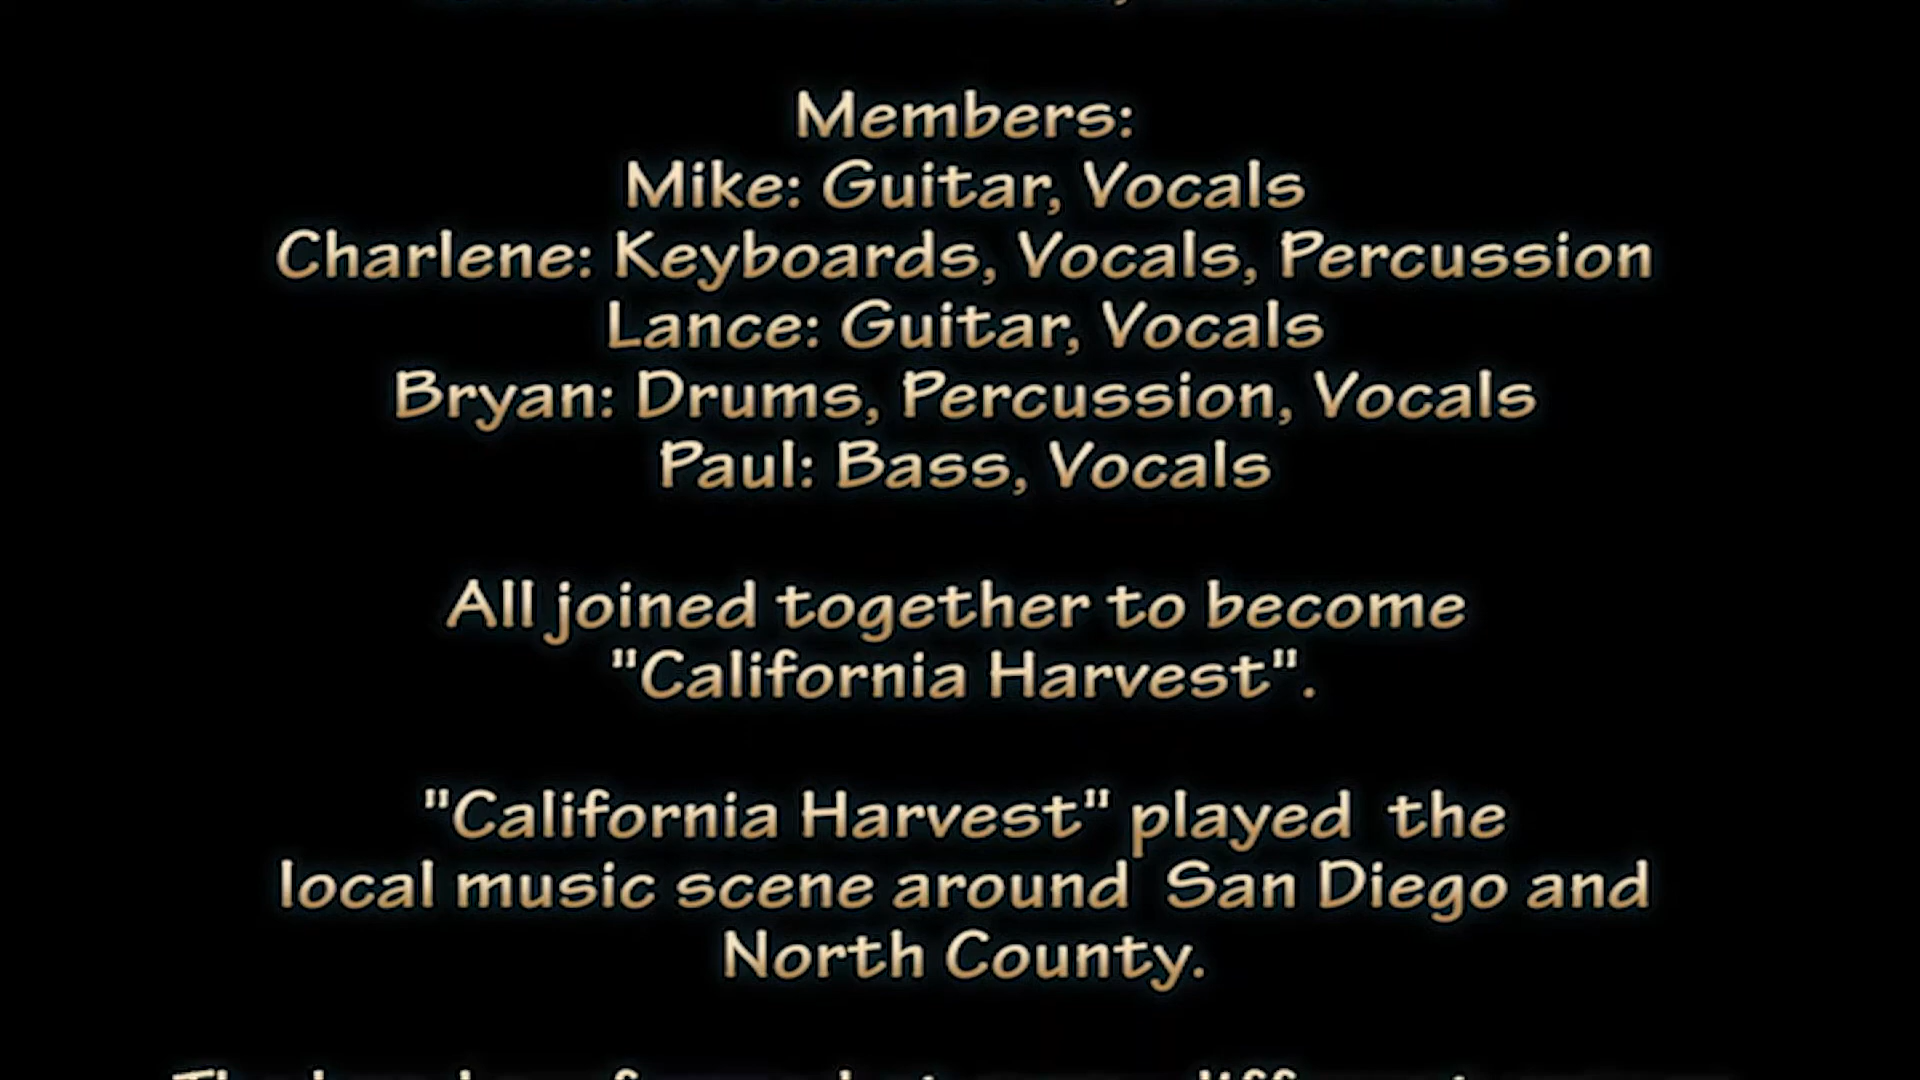 Members:
Mike: Guitar, Vocals
Charlene: Keyboards, Vocals, Percussion
Lance: Guitar, Vocals
Bryan: Drums, Percussion, Vocals
Paul: Bass, Vocals
All joined together to become
"California Harvest".
"California Harvest" played  the
local music scene around  San Diego and
North County.